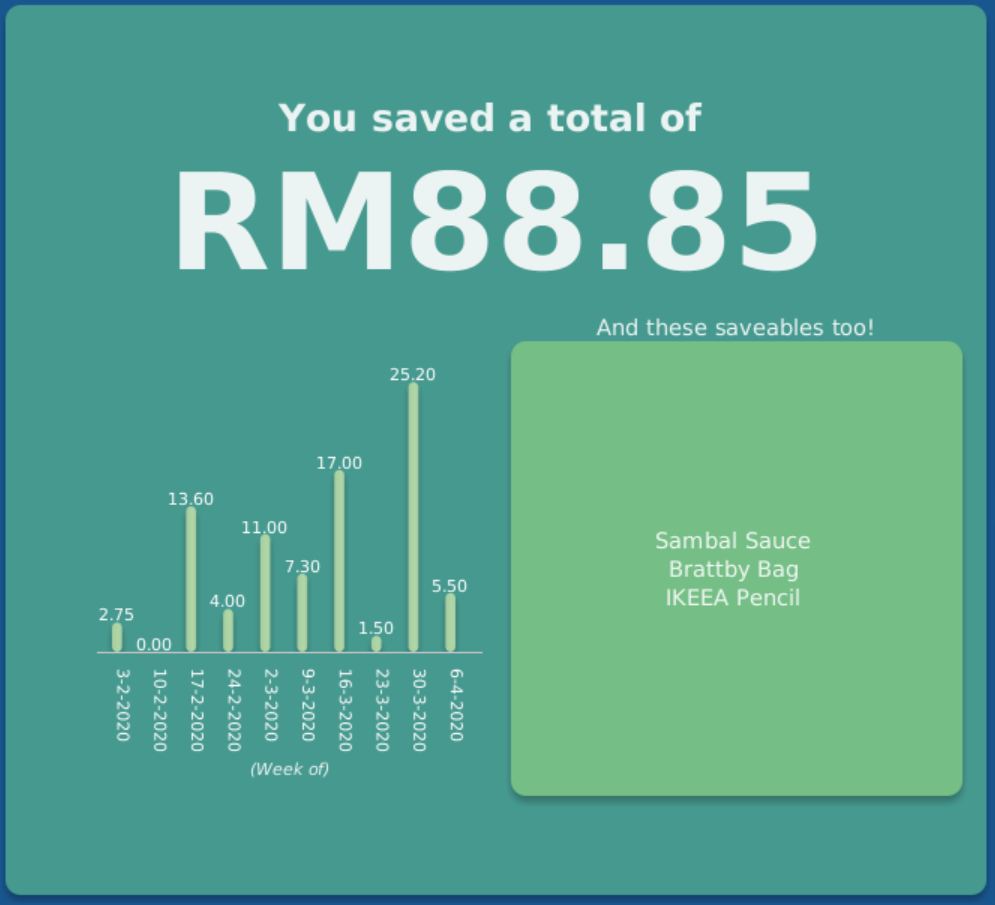 You saved a total of
RM88.85
And these saveables too!
25.20
17.00
13.60
11.00
7.30
5.50
4.00
2.75
1.50
0.00
3-2-2020
10-2-2020
17-2-2020
24-2-2020
2-3-2020
9-3-2020
16-3-2020
23-3-2020
30-3-2020
6-4-2020
(Week of)
Sambal Sauce
Brattby Bag
IKEEA Pencil